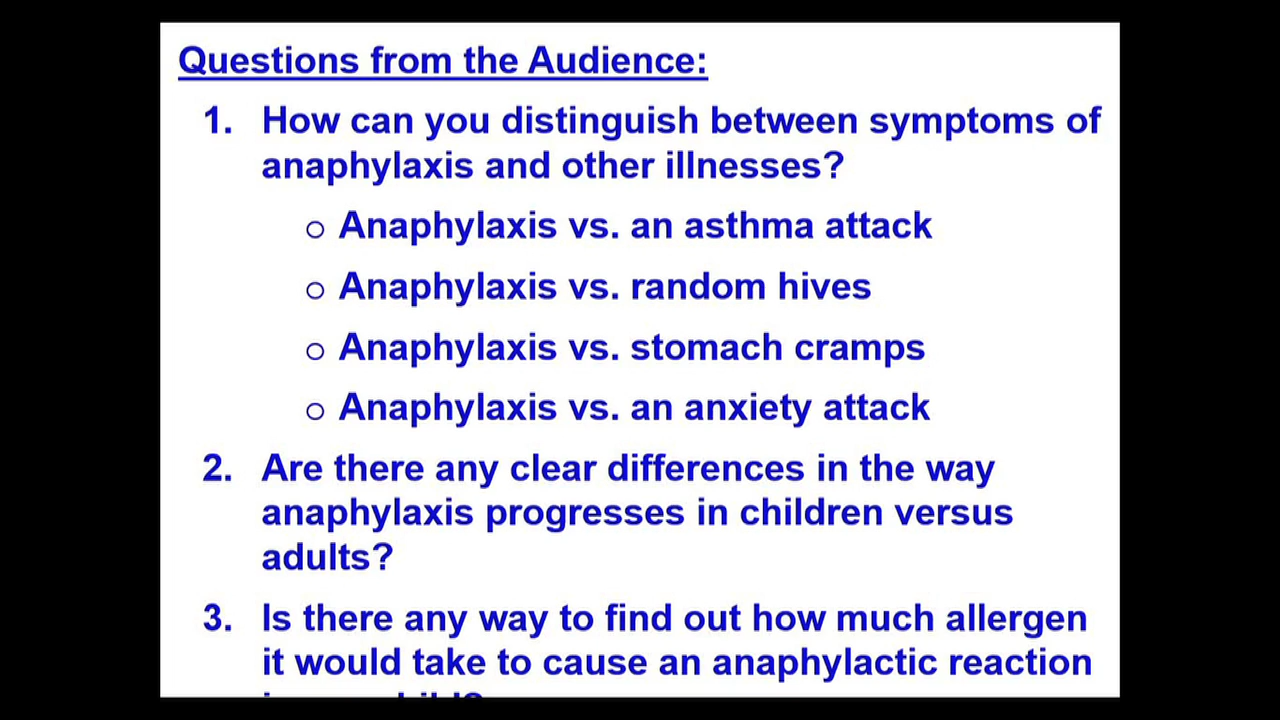 Questions from the Audience:
1. How can you distinguish between symptoms of
anaphylaxis and other illnesses?
o Anaphylaxis vs. an asthma attack
o Anaphylaxis vs. random hives
o Anaphylaxis vs. stomach cramps
o Anaphylaxis vs. an anxiety attack
2. Are there any clear differences in the way
anaphylaxis progresses in children versus
adults?
3. Is there any way to find out how much allergen
it would take to cause an anaphylactic reaction